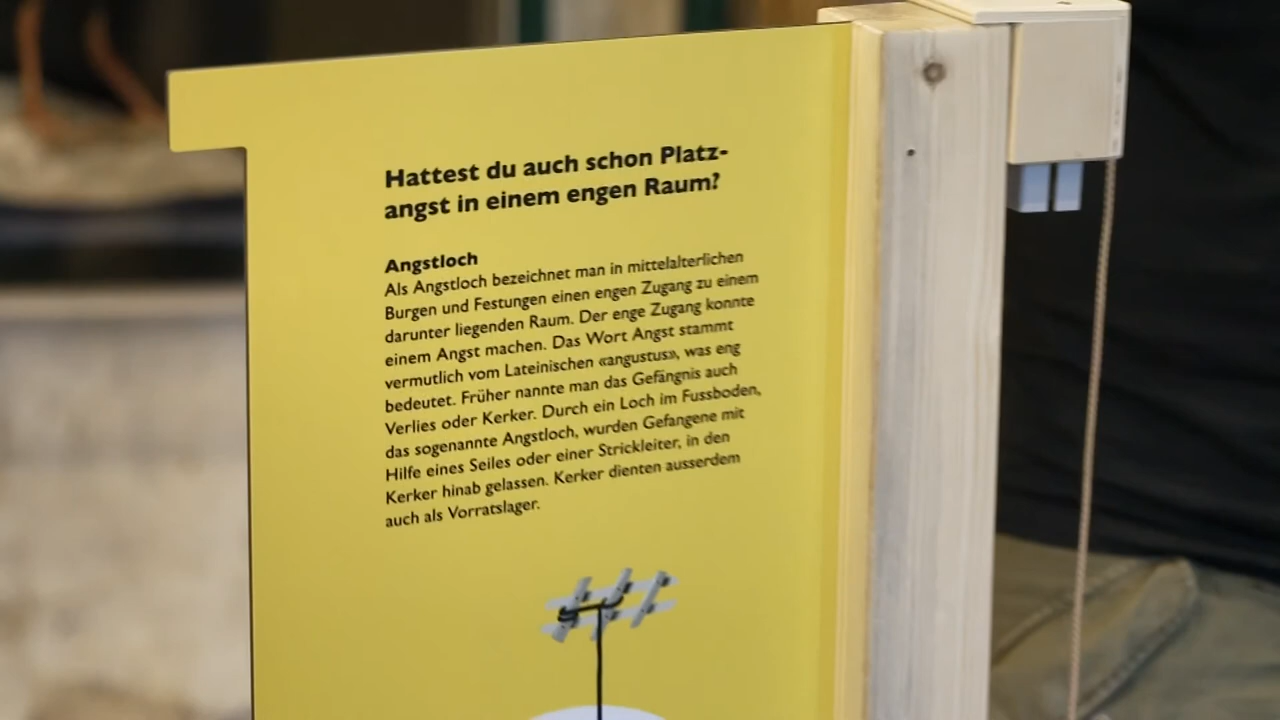 Hattest du auch schon Platz-
angst in einem engen Raum?
Angstloch
Als Angstloch bezeichnet man in mittelalterlichen
Burgen und Festungen einen engen Zugang zu einem
darunter liegenden Raum. Der enge Zugang konnte
einem Angst machen. Das Wort Angst stammt
vermutlich vom Lateinischen «angustus», was eng
bedeutet. Früher nannte man das Gefängnis auch
Verlies oder Kerker. Durch ein Loch im Fussboden,
das sogenannte Angstloch, wurden Gefangene mit
Hilfe eines Seiles oder einer Strickleiter, in den
Kerker hinab gelassen. Kerker dienten ausserdem
auch als Vorratslager.